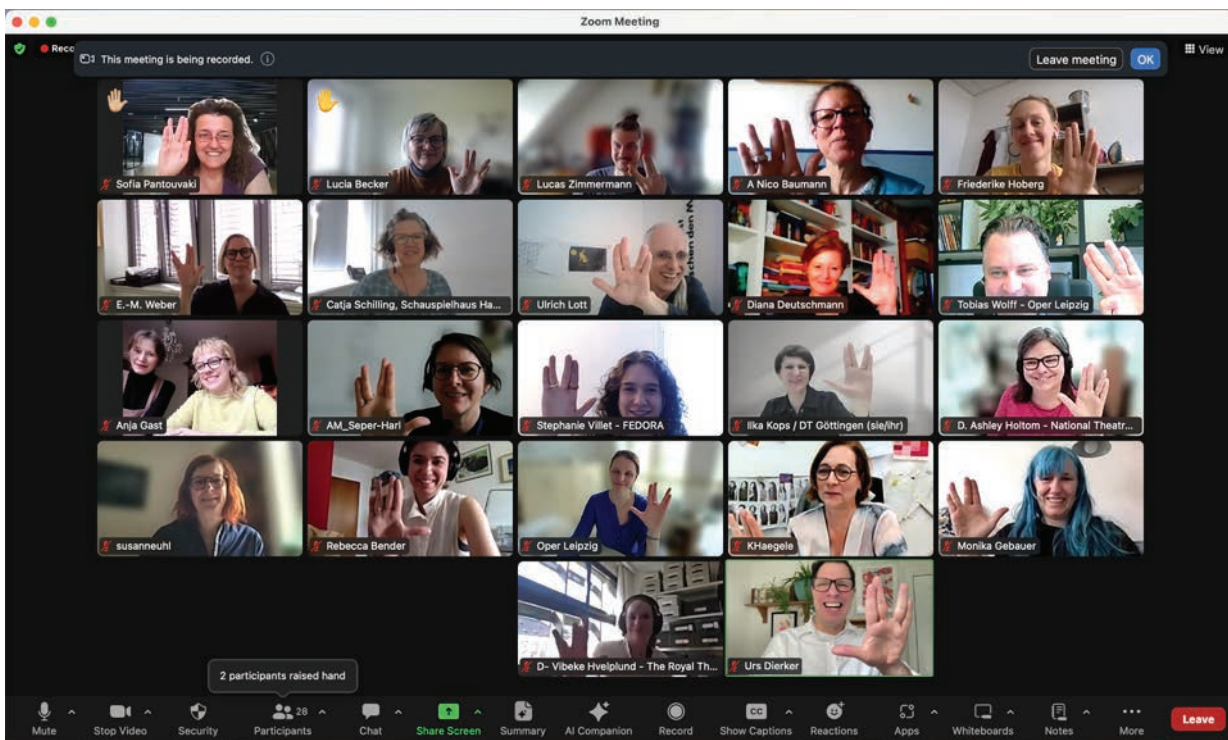 Zoom Meeting
Reco
This meeting is being recorded.
Leave meeting
OK
View
Sofia Pantouvaki
Lucia Becker
Lucas Zimmermann
A Nico Baumann
Friederike Hoberg
E.-M. Weber
Catja Schilling, Schauspielhaus Ha...
Ulrich Lott
Diana Deutschmann
Tobias Wolff - Oper Leipzig
Anja Gast
AM_Seper-Harl
Stephanie Villet - FEDORA
Ilka Kops / DT Göttingen (sie/ihr)
D. Ashley Holtom - National Theatr...
susanneuhl
Rebecca Bender
Oper Leipzig
KHaegele
Monika Gebauer
D- Vibeke Hvelplund - The Royal Th...
Urs Dierker
2 participants raised hand
28
CC
Mute
Stop Video
Security
Participants
Chat
Share Screen
Summary
AI Companion
Record
Show Captions
Reactions
Apps
Whiteboards
Notes
More
Leave